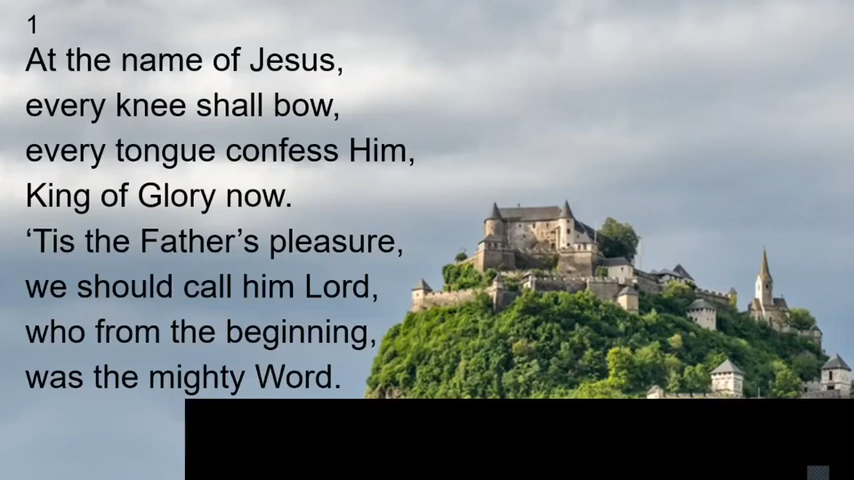 1
At the name of Jesus,
every knee shall bow,
every tongue confess Him,
King of Glory now.
‘Tis the Father’s pleasure,
we should call him Lord,
who from the beginning,
was the mighty Word.